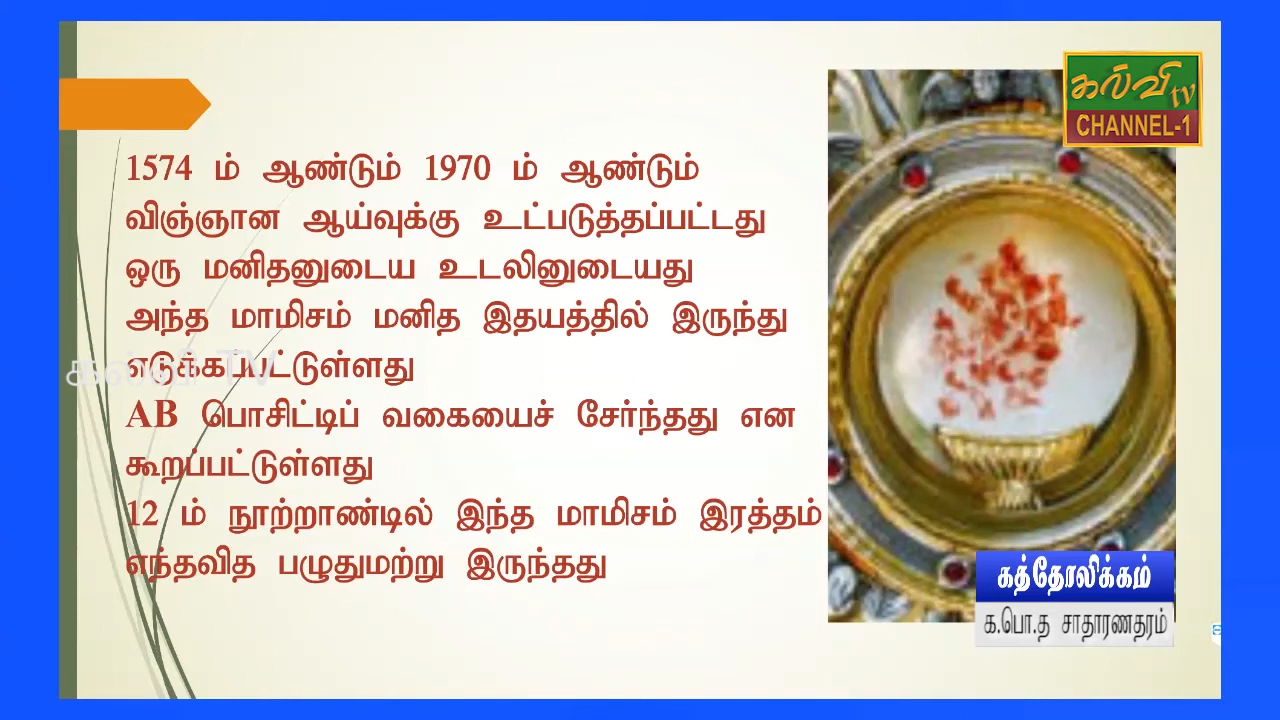 கல்வி tv
CHANNEL-1
1574 ம் ஆண்டும் 1970 ம் ஆண்டும்
விஞ்ஞான ஆய்வுக்கு உட்படுத்தப்பட்டது
ஒரு மனிதனுடைய உடலினுடையது
அந்த மாமிசம் மனித இதயத்தில் இருந்து
எடுக்கப்பட்டுள்ளது
கல்வி TV
AB பொசிட்டிப் வகையைச் சேர்ந்தது என
கூறப்பட்டுள்ளது
12 ம் நூற்றாண்டில் இந்த மாமிசம் இரத்தம்
எந்தவித பழுதுமற்று இருந்தது
கத்தோலிக்கம்
க.பொ.த சாதாரணதரம்